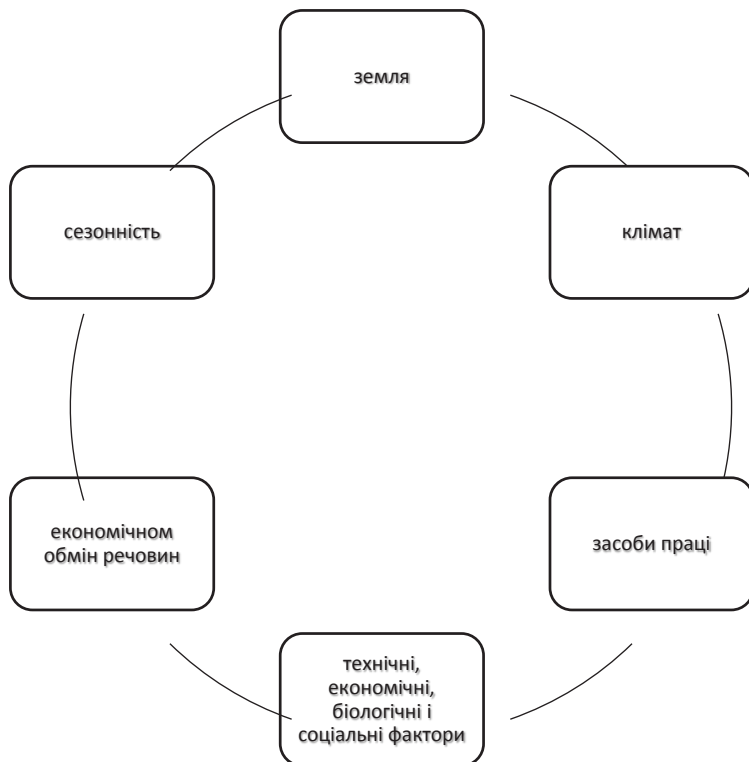 земля
клімат
засоби праці
технічні,
економічні,
біологічні і
соціальні фактори
економічном
обмін речовин
сезонність